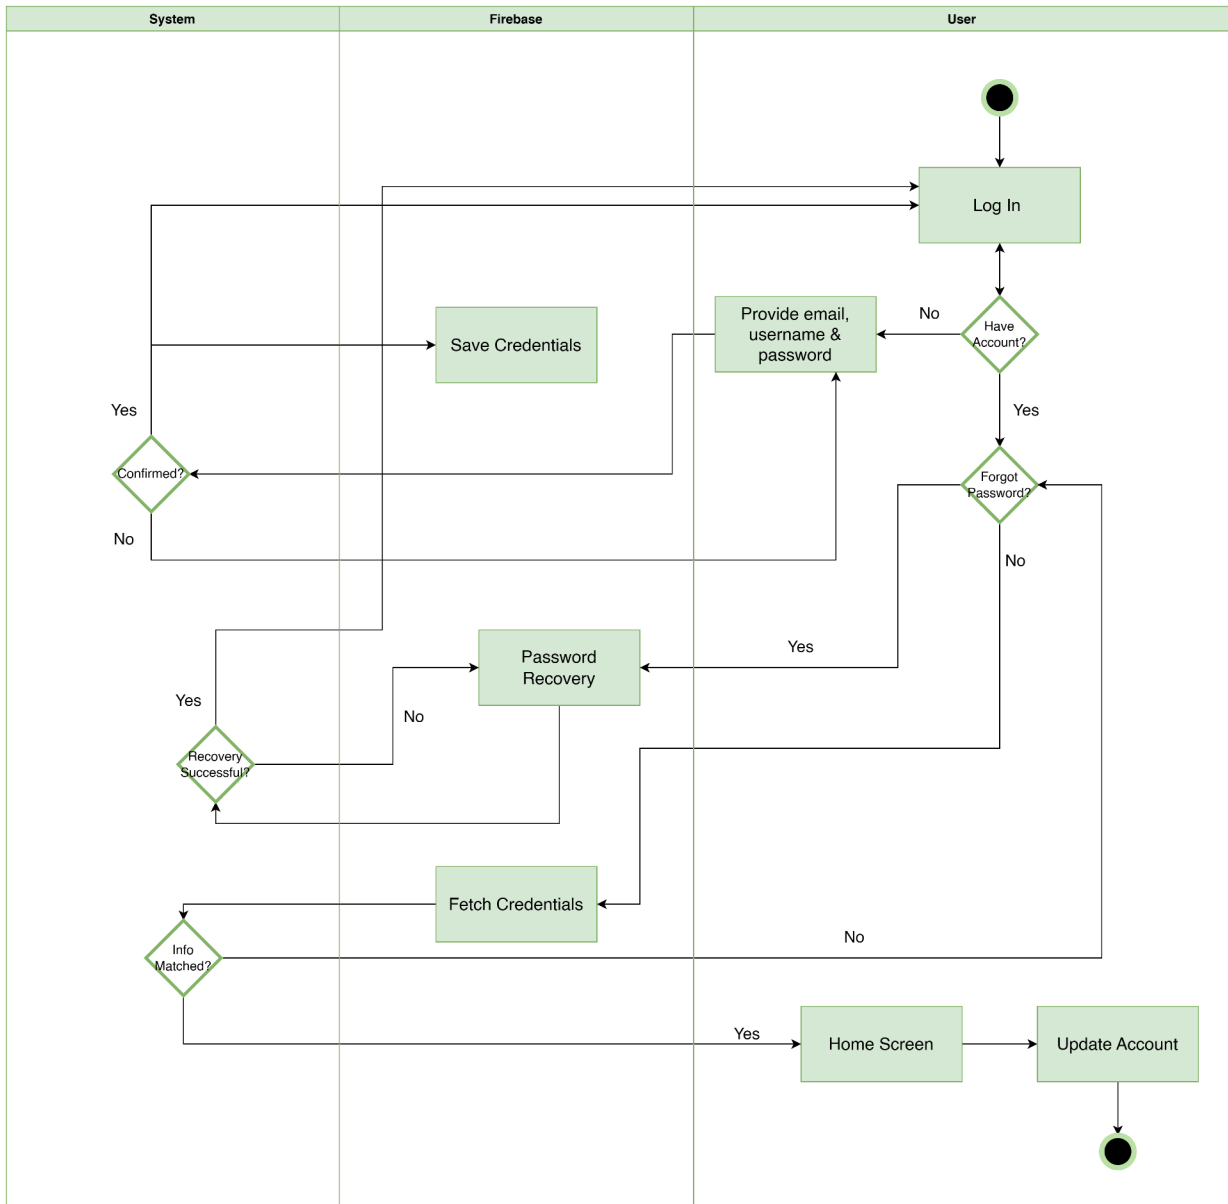 System
Firebase
User
Log In
Provide email,
username &
password
No
Have
Account?
Save Credentials
Yes
Yes
Confirmed?
Forgot
Password?
No
No
Password
Recovery
Yes
Yes
No
Recovery
Successful?
Fetch Credentials
No
Info
Matched?
Yes
Home Screen
Update Account